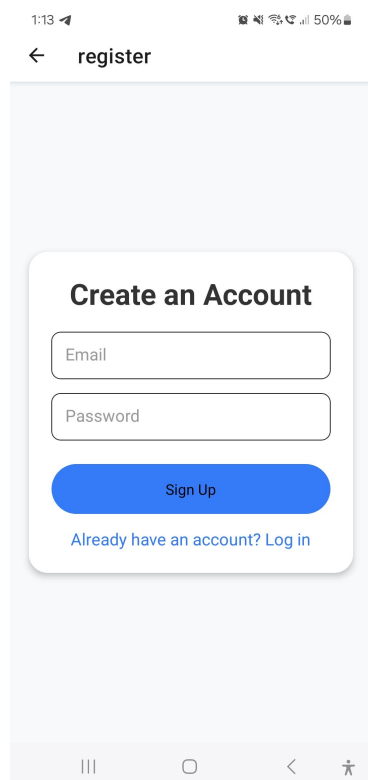 1:13
50%
register
Create an Account
Email
Password
Sign Up
Already have an account? Log in